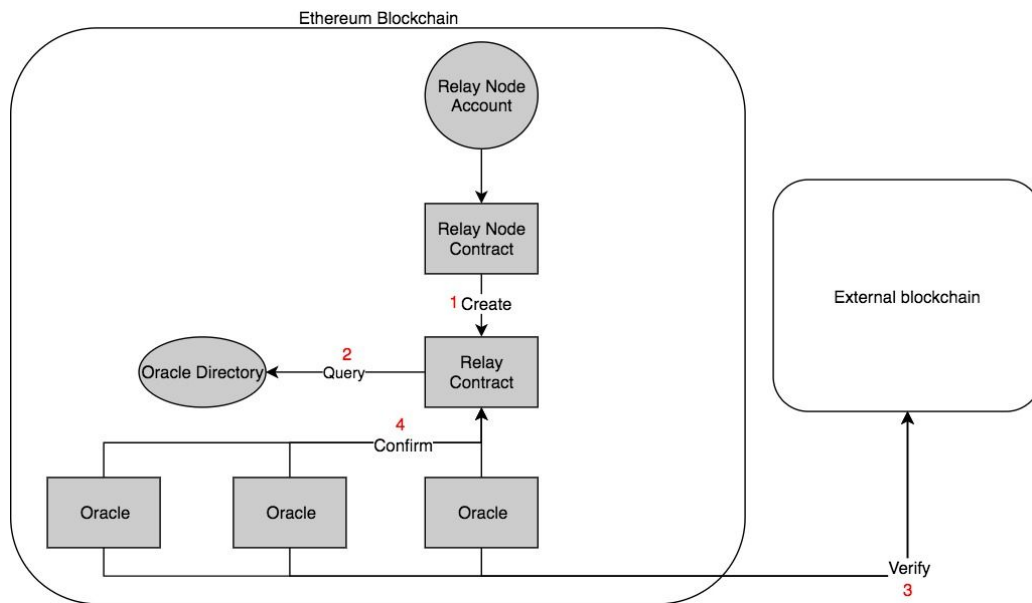 Ethereum Blockchain
Relay Node
Account
Relay Node
Contract
1 Create
External blockchain
2
Query
Oracle Directory
Relay
Contract
4
Confirm
Oracle
Oracle
Oracle
Verify
3